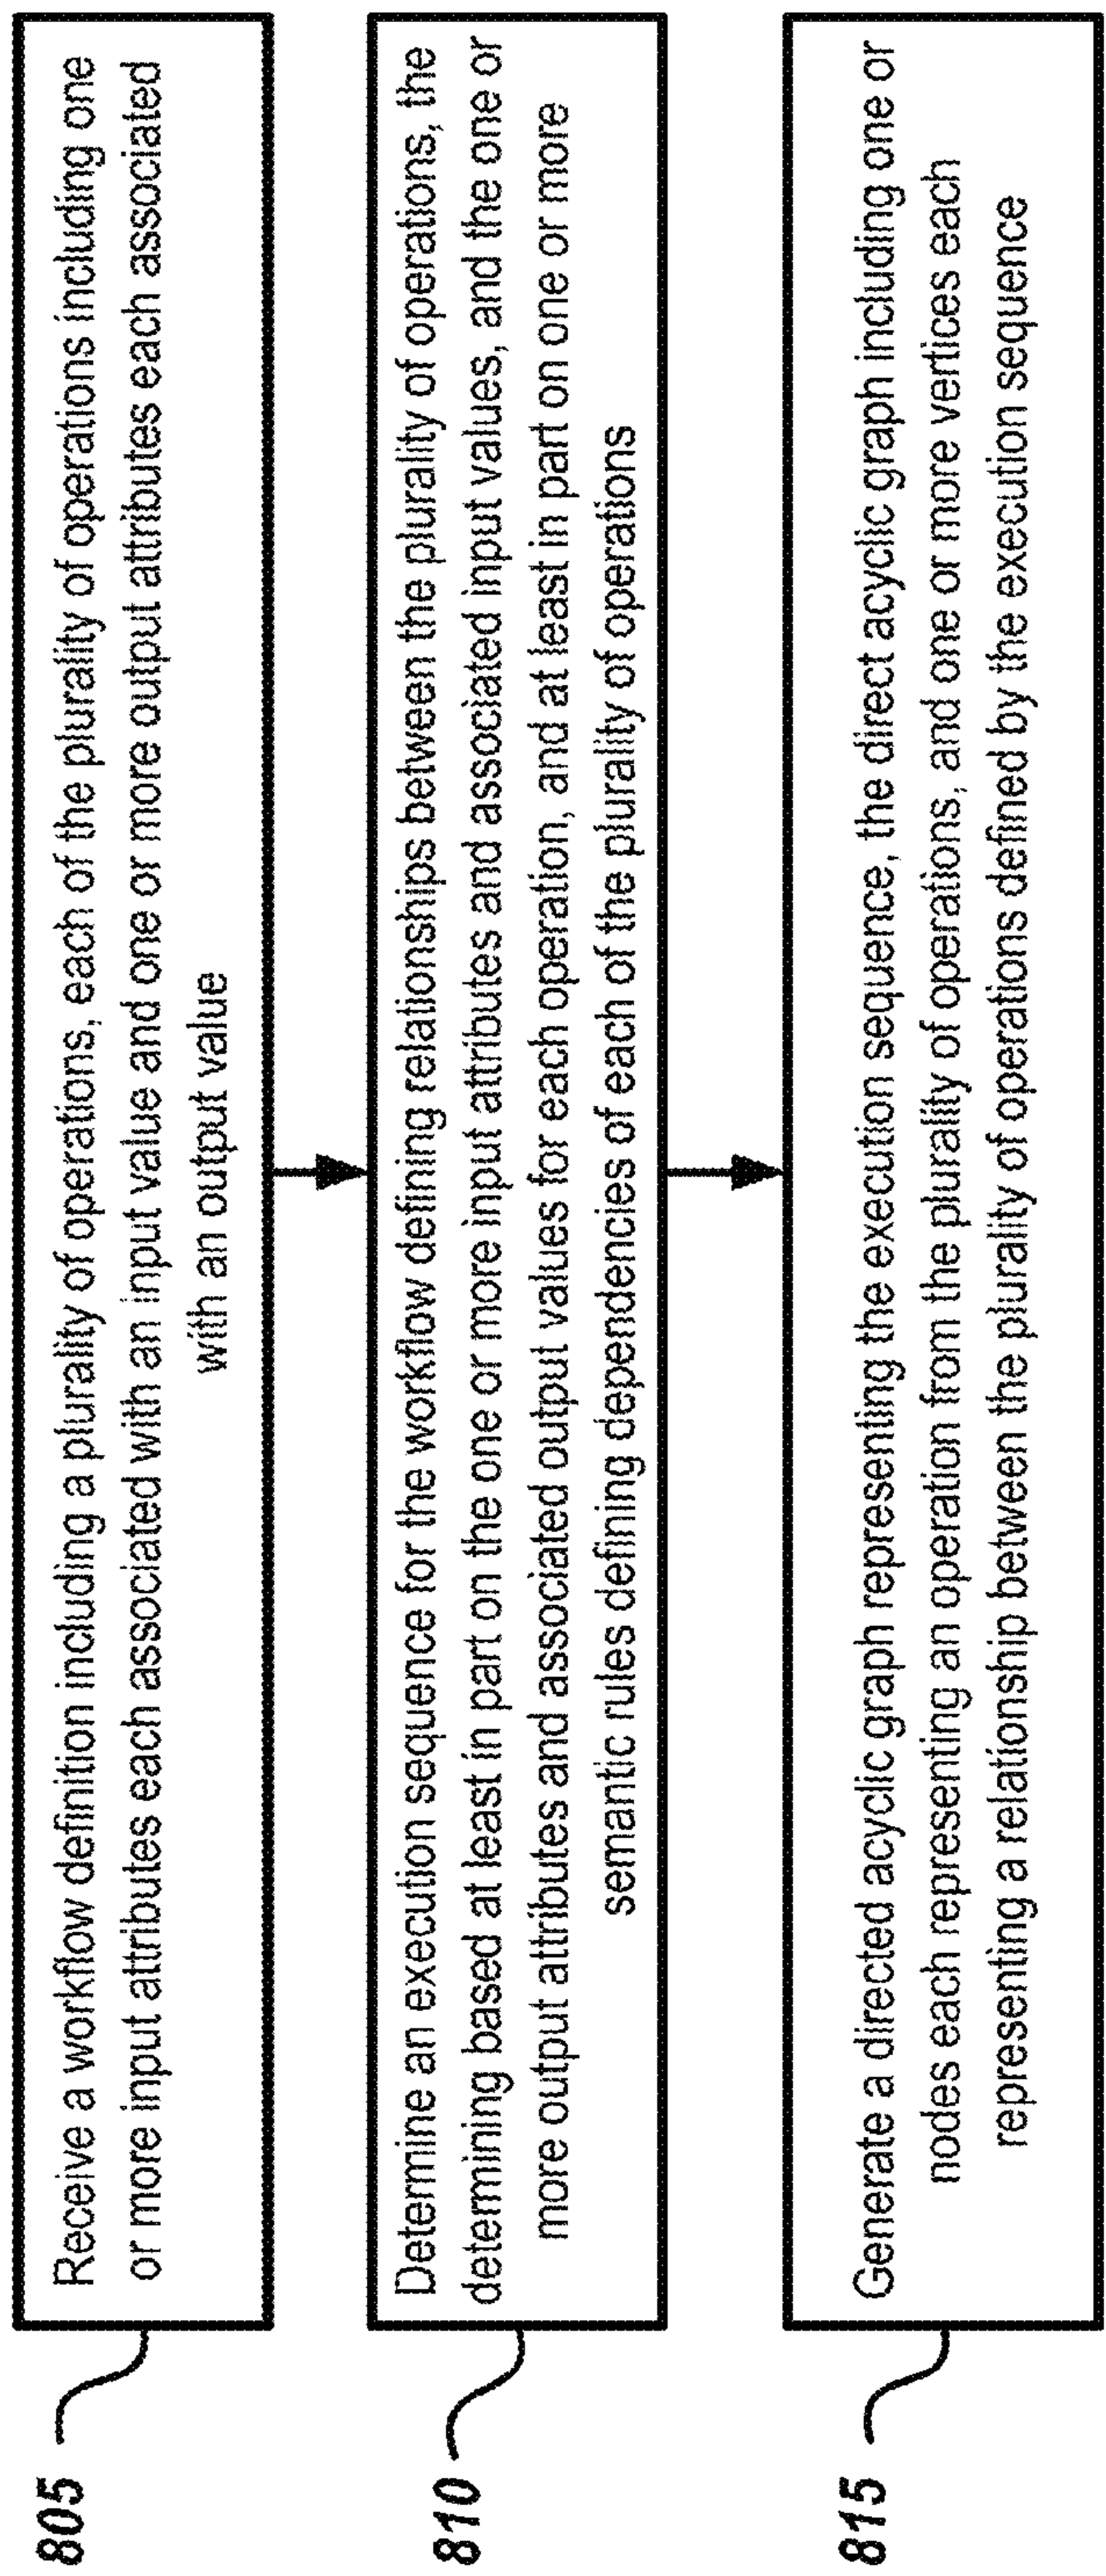 805
Receive a workflow definition including a plurality of operations, each of the plurality of operations including one
or more input attributes each associated with an input value and one or more output attributes each associated
with an output value
810
Determine an execution sequence for the workflow defining relationships between the plurality of operations, the
determining based at least in part on the one or more input attributes and associated input values, and the one or
more output attributes and associated output values for each operation, and at least in part on one or more
semantic rules defining dependencies of each of the plurality of operations
815
Generate a directed acyclic graph representing the execution sequence, the direct acyclic graph including one or
nodes each representing an operation from the plurality of operations, and one or more vertices each
representing a relationship between the plurality of operations defined by the execution sequence